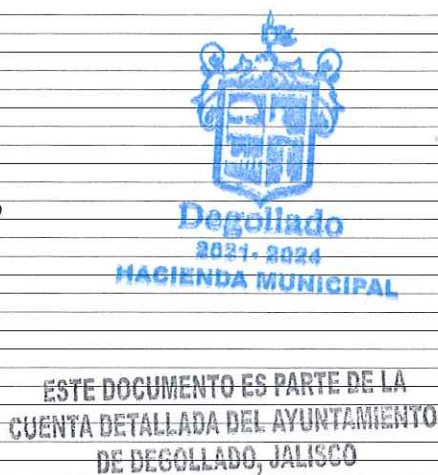 Degollado
2021-2024
HACIENDA MUNICIPAL
ESTE DOCUMENTO ES PARTE DE LA
CUENTA DETALLADA DEL AYUNTAMIENTO
DE DEGOLLADO, JALISCO